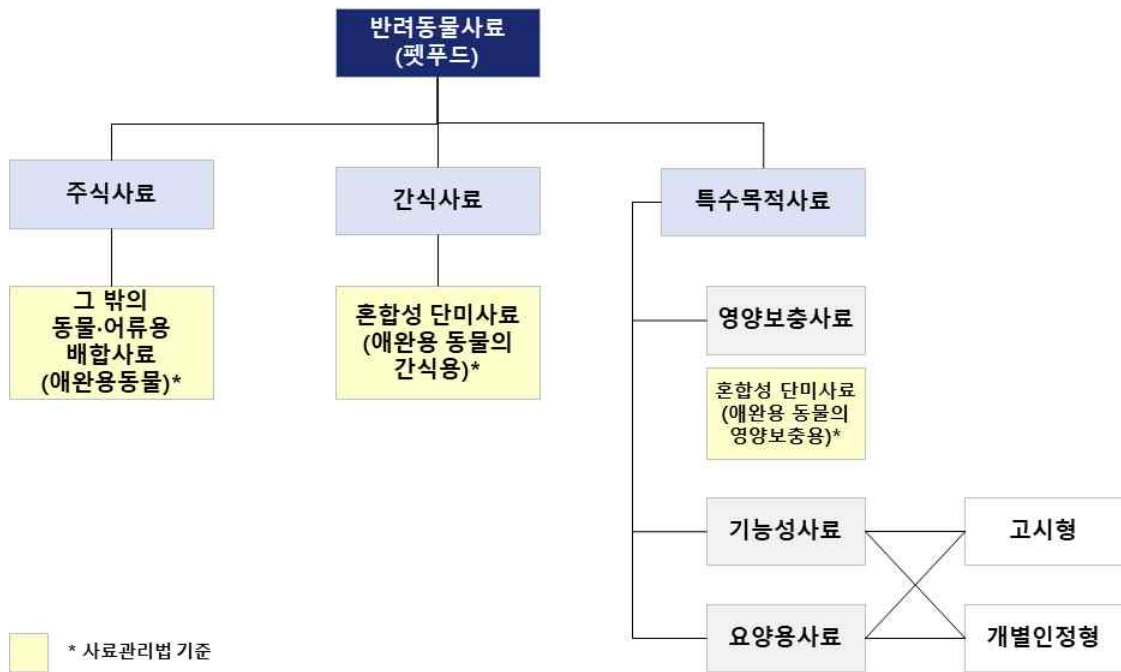 반려동물사료
(펫푸드)
주식사료
간식사료
특수목적사료
그 밖의
동물·어류용
배합사료
(애완용동물)*
혼합성 단미사료
(애완용 동물의
간식용)*
영양보충사료
혼합성 단미사료
(애완용 동물의
영양보충용)*
기능성사료
고시형
요양용사료
개별인정형
* 사료관리법 기준